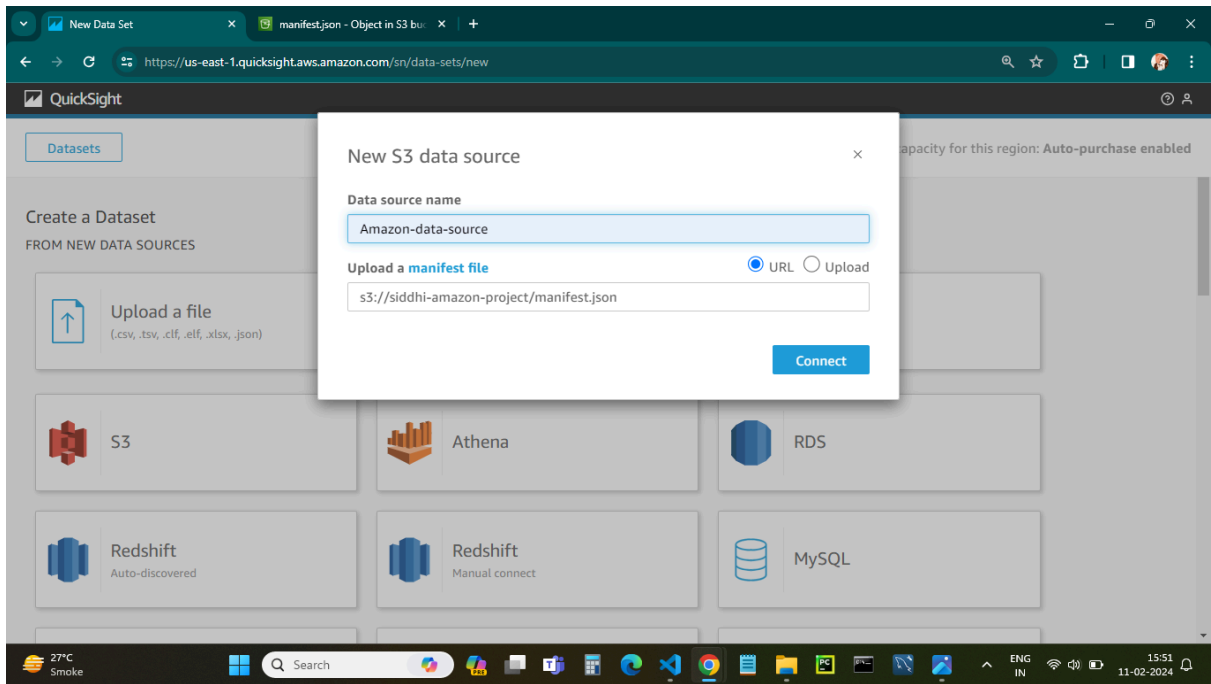 New Data Set
manifest.json - Object in S3 buc
https://us-east-1.quicksight.aws.amazon.com/sn/data-sets/new
QuickSight
Datasets
capacity for this region: Auto-purchase enabled
New S3 data source
Data source name
Amazon-data-source
Upload a manifest file
URL
Upload
s3://siddhi-amazon-project/manifest.json
Connect
Create a Dataset
FROM NEW DATA SOURCES
Upload a file
(.csv, .tsv, .clf, .elf, .xlsx, .json)
S3
Athena
RDS
Redshift
Auto-discovered
Redshift
Manual connect
MySQL
27°C
Smoke
Search
PRE
PC
ENG
IN
15:51
11-02-2024